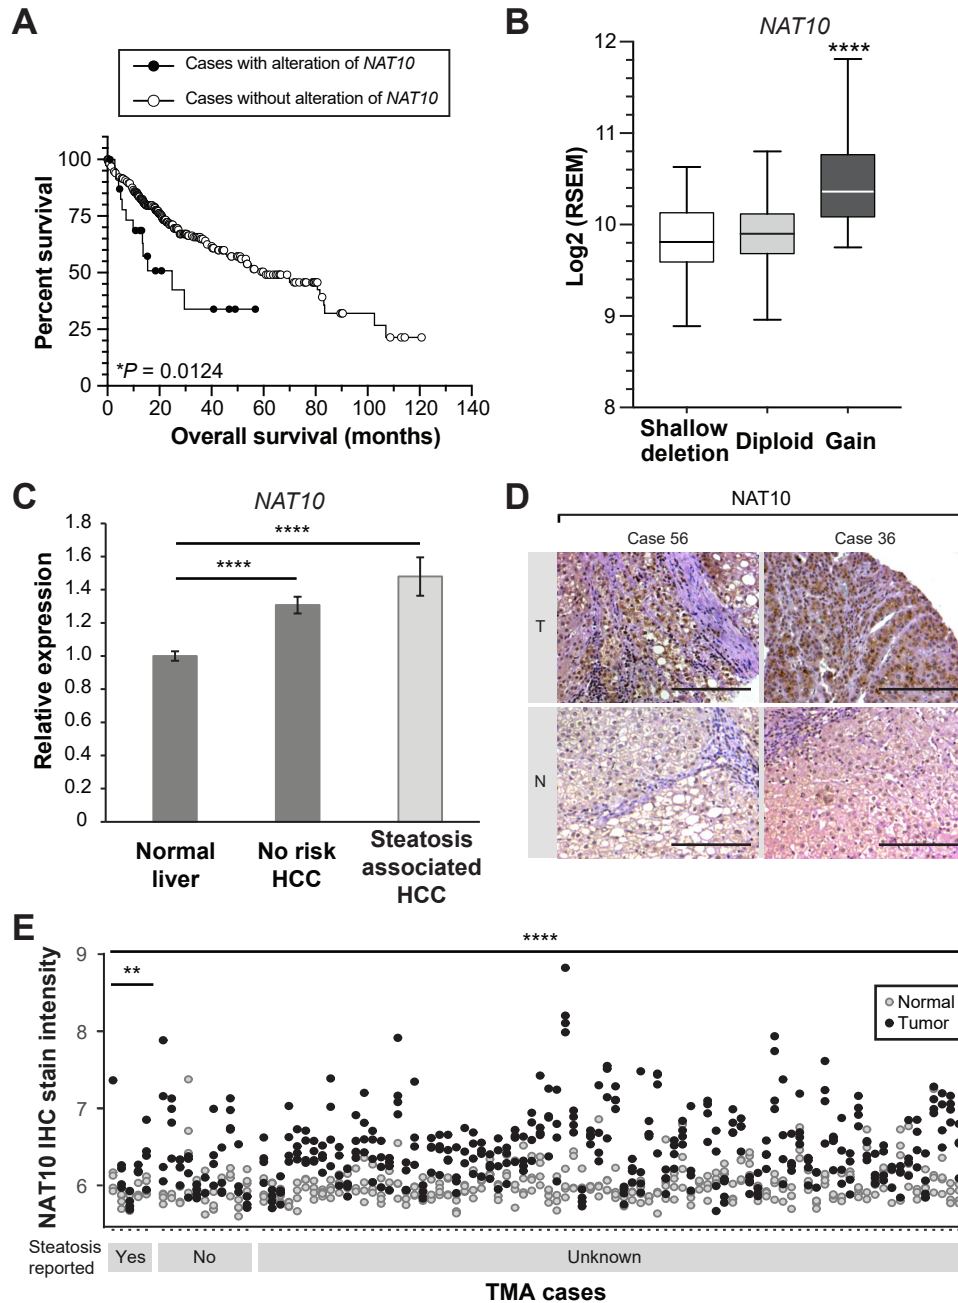 A
Cases with alteration of NAT10
Cases without alteration of NAT10
Percent survival
100
75
50
25
0
*P = 0.0124
0 20 40 60 80 100 120 140
Overall survival (months)
B
NAT10
****
Log2 (RSEM)
12
11
10
9
8
Shallow deletion
Diploid
Gain
C
NAT10
****
****
Relative expression
1.8
1.6
1.4
1.2
1.0
0.8
0.6
0.4
0.2
0
Normal liver
No risk HCC
Steatosis associated HCC
D
NAT10
Case 56
Case 36
T
N
E
****
**
NAT10 IHC stain intensity
9
8
7
6
Normal
Tumor
Steatosis reported
Yes
No
Unknown
TMA cases